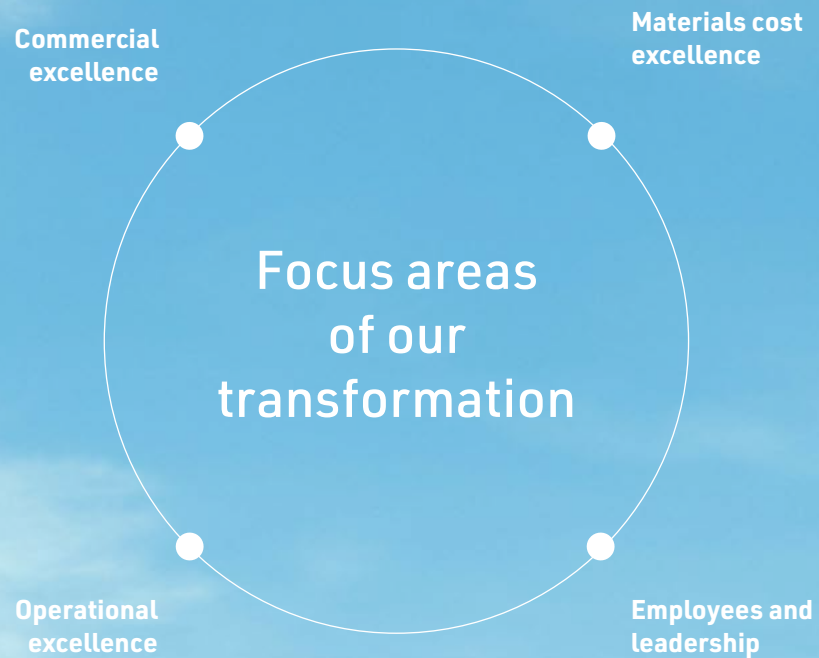 Commercial
excellence
Materials cost
excellence
Focus areas
of our
transformation
Operational
excellence
Employees and
leadership